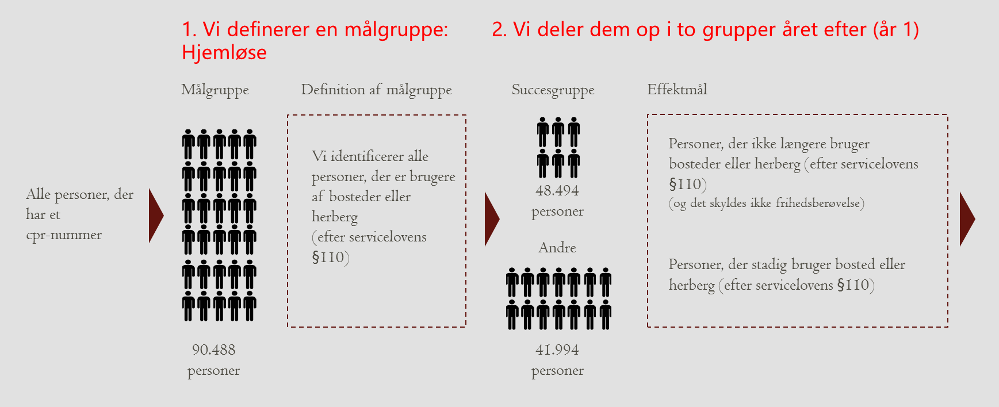 1. Vi definerer en målgruppe:
Hjemløse
2. Vi deler dem op i to grupper året efter (år 1)
Målgruppe
Definition af målgruppe
Succesgruppe
Effektmål
Alle personer, der
har et
cpr-nummer
90.488
personer
Vi identificerer alle
personer, der er brugere
af bosteder eller
herberg
(efter servicelovens
§110)
48.494
personer
Andre
41.994
personer
Personer, der ikke længere bruger
bosteder eller herberg (efter servicelovens
§110)
(og det skyldes ikke frihedsberøvelse)
Personer, der stadig bruger bosted eller
herberg (efter servicelovens §110)